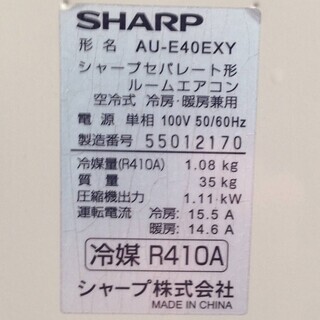 SHARP
形 名 AU-E40EXY
シャープセパレート形
ルームエアコン
空冷式 冷房・暖房兼用
電 源 単相 100V 50/60Hz
製造番号 55012170
冷媒量(R410A) 1.08 kg
質 量 35 kg
圧縮機出力 1.11 kW
運転電流 冷房: 15.5 A
暖房: 14.6 A
冷媒 R410A
シャープ株式会社
MADE IN CHINA